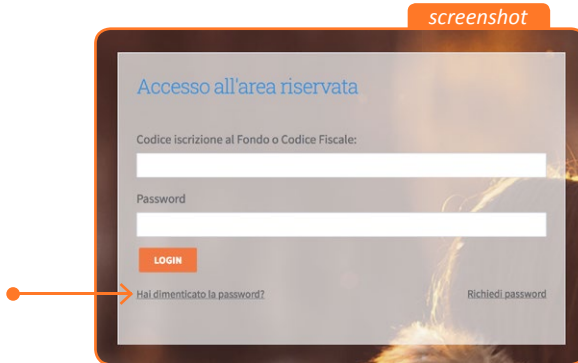 screenshot
Accesso all'area riservata
Codice iscrizione al Fondo o Codice Fiscale:
Password
LOGIN
Hai dimenticato la password?
Richiedi password